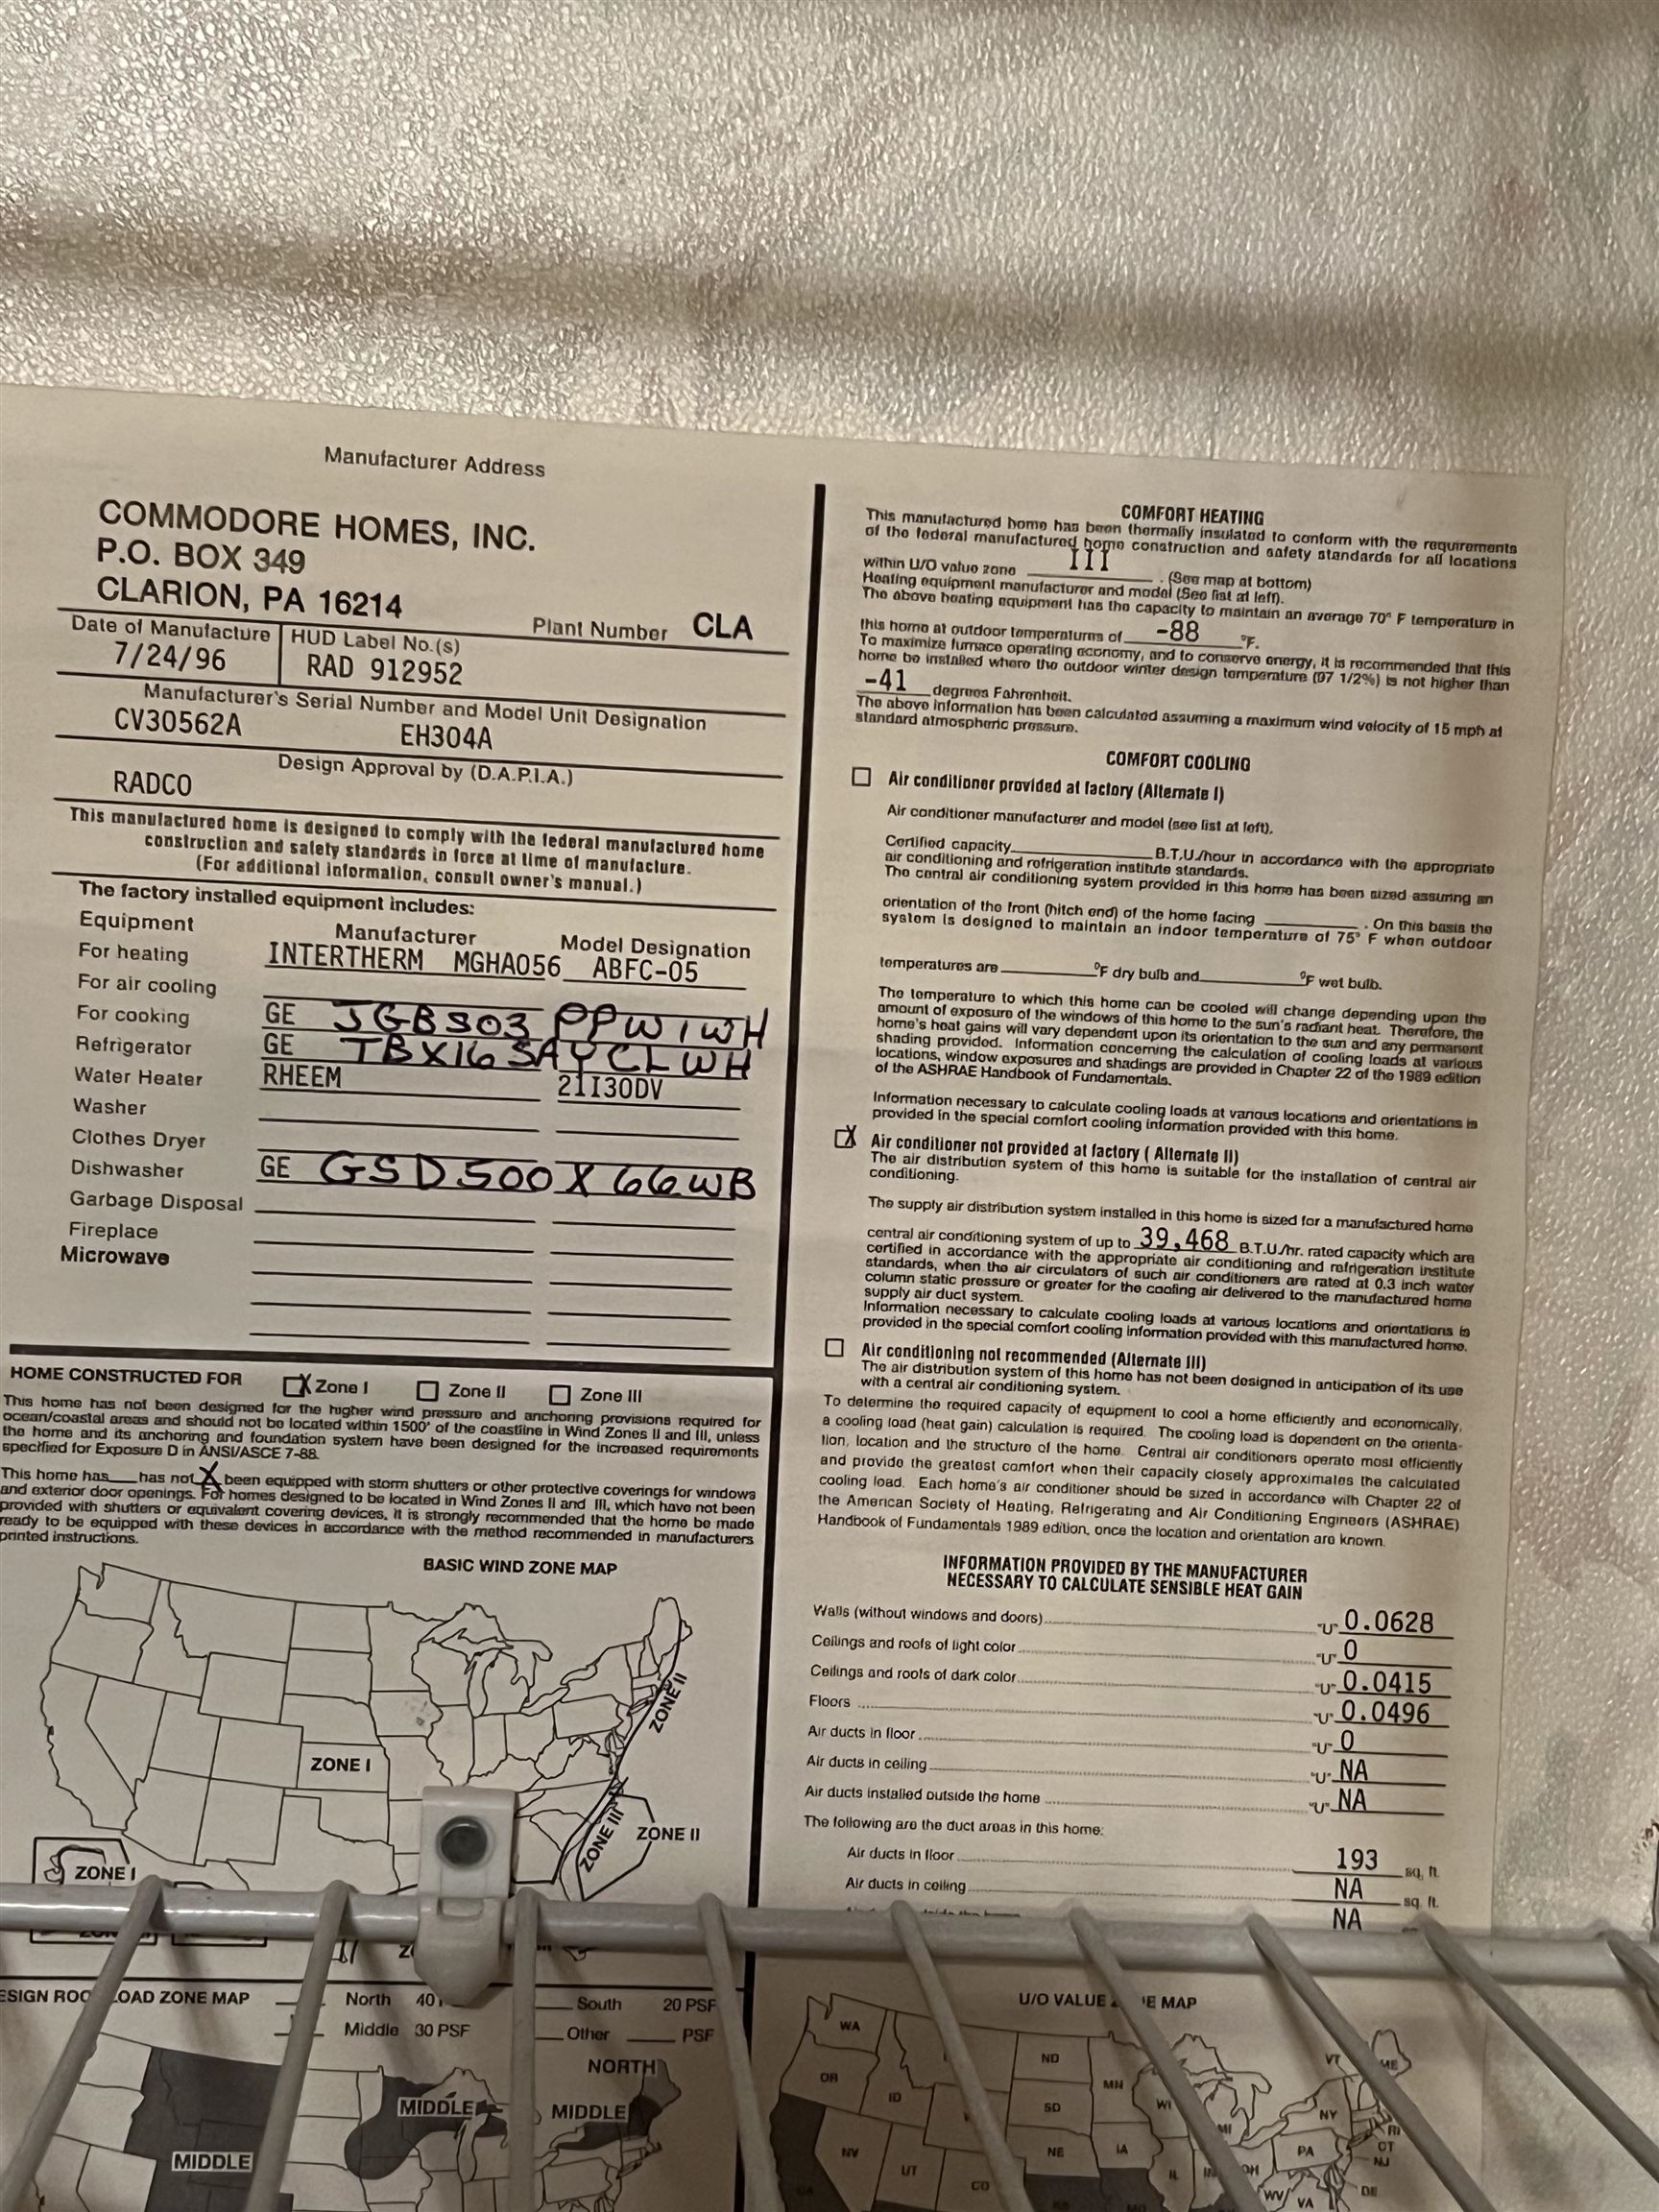 Manufacturer Address
COMMODORE HOMES, INC.
P.O. BOX 349
CLARION, PA 16214
Plant Number CLA
Date of Manufacture
7/24/96
HUD Label No.(s)
RAD 912952
Manufacturer's Serial Number and Model Unit Designation
CV30562A EH304A
Design Approval by (D.A.P.I.A.)
RADCO
This manufactured home is designed to comply with the federal manufactured home
construction and safety standards in force at time of manufacture.
(For additional information, consult owner's manual.)
The factory installed equipment includes:
Equipment Manufacturer Model Designation
For heating INTERTHERM MGHA056 ABFC-05
For air cooling
For cooking GE JGBS03 PPW1WH
Refrigerator GE TBX16SAYCLWH
Water Heater RHEEM 21I30DV
Washer
Clothes Dryer
Dishwasher GE GSD500X66WB
Garbage Disposal
Fireplace
Microwave
HOME CONSTRUCTED FOR X Zone I Zone II Zone III
This home has not been designed for the higher wind pressure and anchoring provisions required for
ocean/coastal areas and should not be located within 1500' of the coastline in Wind Zones II and III, unless
the home and its anchoring and foundation system have been designed for the increased requirements
specified for Exposure D in ANSI/ASCE 7-88.
This home has___ has not X been equipped with storm shutters or other protective coverings for windows
and exterior door openings. For homes designed to be located in Wind Zones II and III, which have not been
provided with shutters or equivalent covering devices, it is strongly recommended that the home be made
ready to be equipped with these devices in accordance with the method recommended in manufacturers
printed instructions.
BASIC WIND ZONE MAP
ZONE II
ZONE I
ZONE III
ZONE II
ZONE I
ROOF LOAD ZONE MAP
North 40
South 20 PSF
Middle 30 PSF
Other ____ PSF
NORTH
MIDDLE
MIDDLE
MIDDLE
COMFORT HEATING
This manufactured home has been thermally insulated to conform with the requirements
of the federal manufactured home construction and safety standards for all locations
within U/O value zone III . (See map at bottom)
Heating equipment manufacturer and model (See list at left).
The above heating equipment has the capacity to maintain an average 70° F temperature in
this home at outdoor temperatures of -88 °F.
To maximize furnace operating economy, and to conserve energy, it is recommended that this
home be installed where the outdoor winter design temperature (97 1/2%) is not higher than
-41 degrees Fahrenheit.
The above information has been calculated assuming a maximum wind velocity of 15 mph at
standard atmospheric pressure.
COMFORT COOLING
Air conditioner provided at factory (Alternate I)
Air conditioner manufacturer and model (see list at left).
Certified capacity____ B.T.U./hour in accordance with the appropriate
air conditioning and refrigeration institute standards.
The central air conditioning system provided in this home has been sized assuring an
orientation of the front (hitch end) of the home facing ____ . On this basis the
system is designed to maintain an indoor temperature of 75° F when outdoor
temperatures are ____°F dry bulb and____°F wet bulb.
The temperature to which this home can be cooled will change depending upon the
amount of exposure of the windows of this home to the sun's radiant heat. Therefore, the
home's heat gains will vary dependent upon its orientation to the sun and any permanent
shading provided. Information concerning the calculation of cooling loads at various
locations, window exposures and shadings are provided in Chapter 22 of the 1989 edition
of the ASHRAE Handbook of Fundamentals.
Information necessary to calculate cooling loads at various locations and orientations is
provided in the special comfort cooling information provided with this home.
X Air conditioner not provided at factory ( Alternate II)
The air distribution system of this home is suitable for the installation of central air
conditioning.
The supply air distribution system installed in this home is sized for a manufactured home
central air conditioning system of up to 39,468 B.T.U./hr. rated capacity which are
certified in accordance with the appropriate air conditioning and refrigeration institute
standards, when the air circulators of such air conditioners are rated at 0.3 inch water
column static pressure or greater for the cooling air delivered to the manufactured home
supply air duct system.
Information necessary to calculate cooling loads at various locations and orientations is
provided in the special comfort cooling information provided with this manufactured home.
Air conditioning not recommended (Alternate III)
The air distribution system of this home has not been designed in anticipation of its use
with a central air conditioning system.
To determine the required capacity of equipment to cool a home efficiently and economically,
a cooling load (heat gain) calculation is required. The cooling load is dependent on the orienta-
tion, location and the structure of the home. Central air conditioners operate most efficiently
and provide the greatest comfort when their capacity closely approximates the calculated
cooling load. Each home's air conditioner should be sized in accordance with Chapter 22 of
the American Society of Heating, Refrigerating and Air Conditioning Engineers (ASHRAE)
Handbook of Fundamentals 1989 edition, once the location and orientation are known.
INFORMATION PROVIDED BY THE MANUFACTURER
NECESSARY TO CALCULATE SENSIBLE HEAT GAIN
Walls (without windows and doors) "U" 0.0628
Ceilings and roofs of light color "U" 0
Ceilings and roofs of dark color "U" 0.0415
Floors "U" 0.0496
Air ducts in floor "U" 0
Air ducts in ceiling "U" NA
Air ducts installed outside the home "U" NA
The following are the duct areas in this home:
Air ducts in floor 193 sq. ft.
Air ducts in ceiling NA sq. ft.
NA
U/O VALUE MAP
WA
OR
ID
ND
SD
MN
WI
MI
VT
ME
NY
NV
UT
CO
NE
IA
IL
PA
RI
CT
NJ
DE
WV
VA